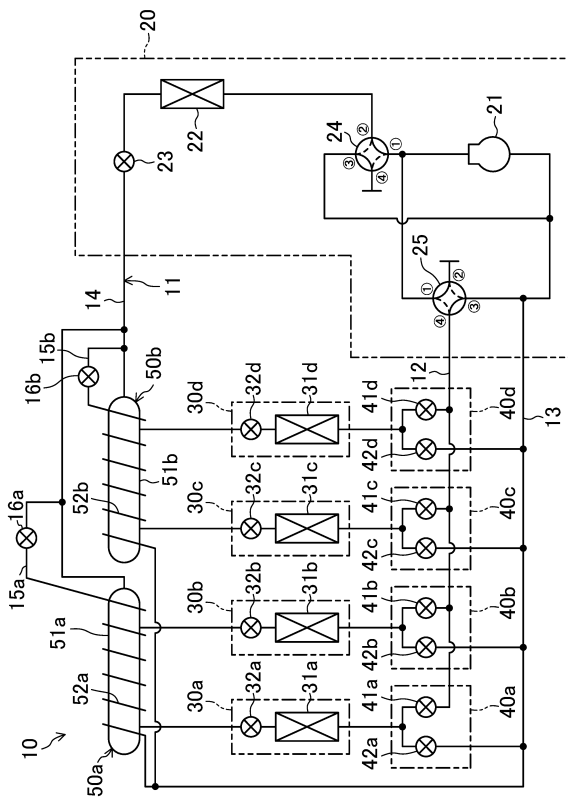 10
20
22
23
24
①
②
③
④
21
25
①
②
③
④
11
14
15b
16b
50b
51b
52b
16a
15a
51a
52a
50a
30d
32d
31d
30c
32c
31c
30b
32b
31b
30a
32a
31a
12
13
41d
42d
40d
41c
42c
40c
41b
42b
40b
41a
42a
40a